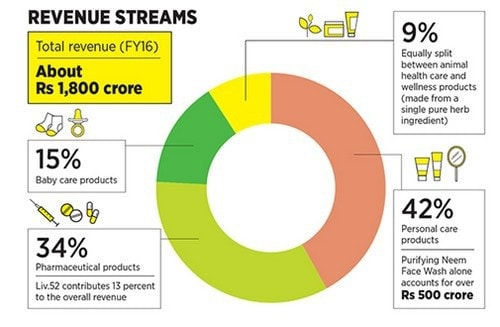 REVENUE STREAMS
Total revenue (FY16)
About
Rs 1,800 crore
9%
Equally split
between animal
health care and
wellness products
(made from a
single pure herb
ingredient)
15%
Baby care products
42%
Personal care
products
Purifying Neem
Face Wash alone
accounts for over
Rs 500 crore
34%
Pharmaceutical products
Liv.52 contributes 13 percent
to the overall revenue